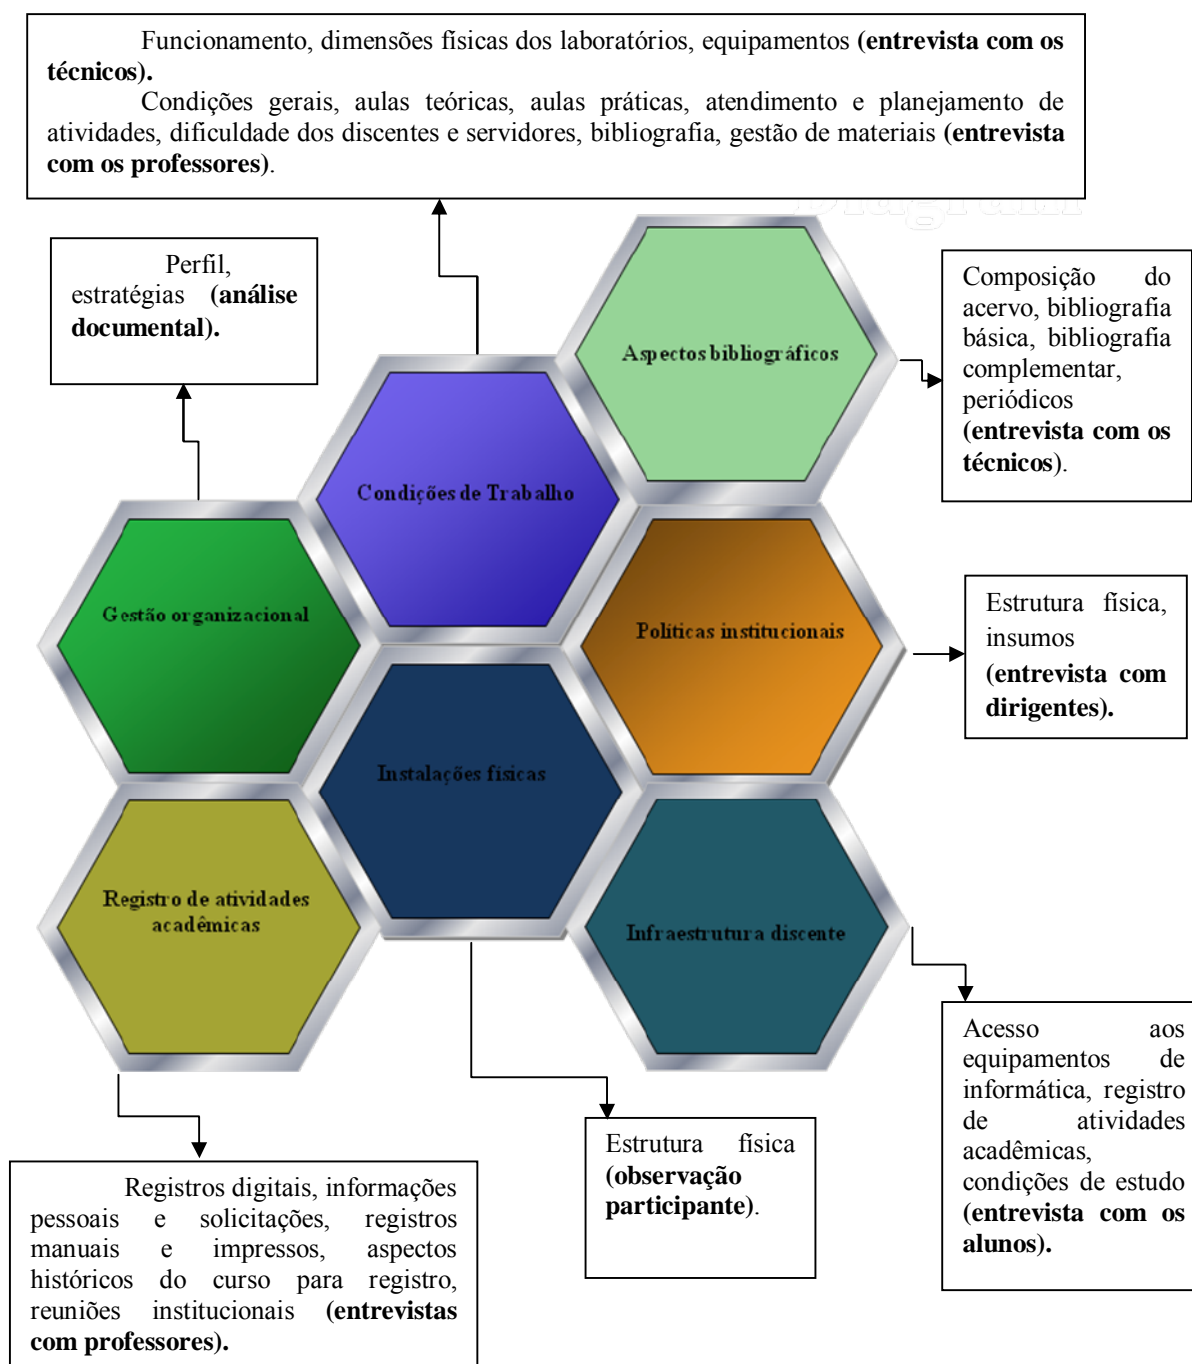 Funcionamento, dimensões físicas dos laboratórios, equipamentos (entrevista com os
técnicos).
Condições gerais, aulas teóricas, aulas práticas, atendimento e planejamento de
atividades, dificuldade dos discentes e servidores, bibliografia, gestão de materiais (entrevista
com os professores).
Diagram
Perfil,
estratégias (análise
documental).
Aspectos bibliográficos
Composição do
acervo, bibliografia
básica, bibliografia
complementar,
periódicos
(entrevista com os
técnicos).
Condições de Trabalho
Gestão organizacional
Políticas institucionais
Estrutura física,
insumos
(entrevista com
dirigentes).
Instalações físicas
Registro de atividades
acadêmicas
Infraestrutura discente
Acesso aos
equipamentos de
informática, registro
de atividades
acadêmicas,
condições de estudo
(entrevista com os
alunos).
Estrutura física
(observação
participante).
Registros digitais, informações
pessoais e solicitações, registros
manuais e impressos, aspectos
históricos do curso para registro,
reuniões institucionais (entrevistas
com professores).